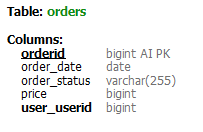 Table: orders
Columns:
orderid bigint AI PK
order_date date
order_status varchar(255)
price bigint
user_userid bigint